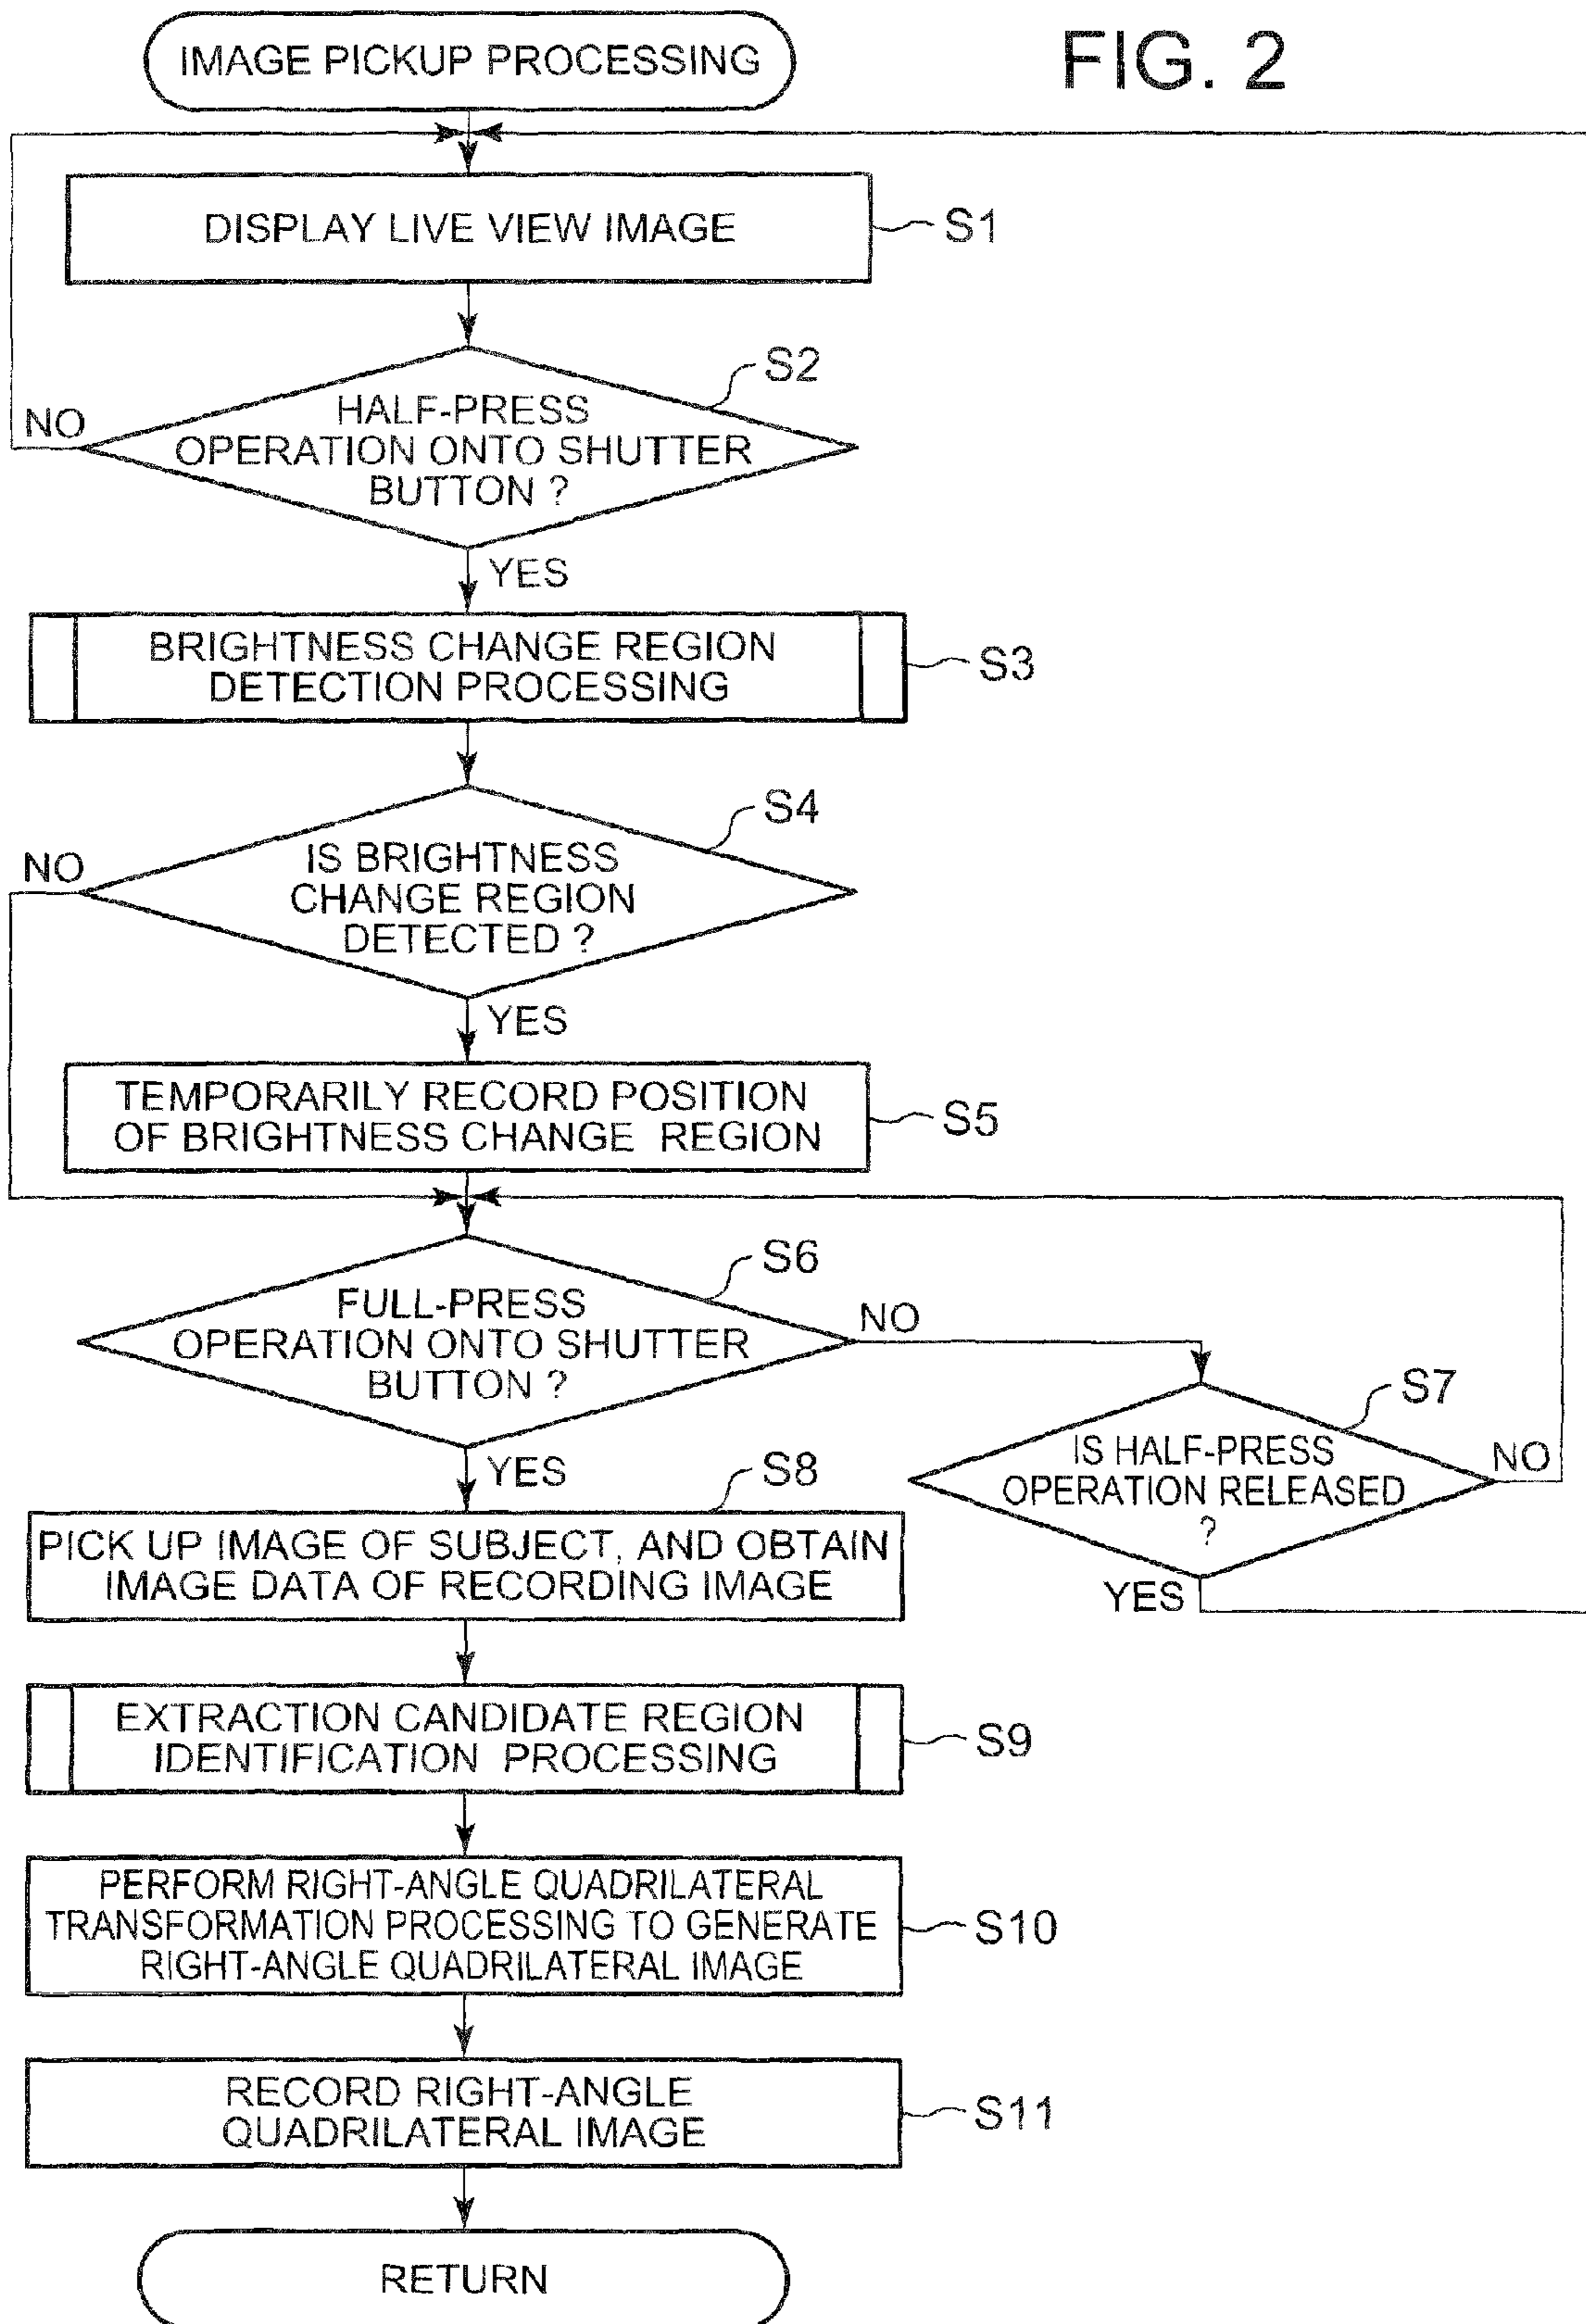 FIG. 2
IMAGE PICKUP PROCESSING
DISPLAY LIVE VIEW IMAGE
S1
S2
HALF-PRESS
OPERATION ONTO SHUTTER
BUTTON ?
NO
YES
BRIGHTNESS CHANGE REGION
DETECTION PROCESSING
S3
S4
IS BRIGHTNESS
CHANGE REGION
DETECTED ?
NO
YES
TEMPORARILY RECORD POSITION
OF BRIGHTNESS CHANGE REGION
S5
S6
FULL-PRESS
OPERATION ONTO SHUTTER
BUTTON ?
NO
YES
S7
IS HALF-PRESS
OPERATION RELEASED
?
NO
YES
S8
PICK UP IMAGE OF SUBJECT, AND OBTAIN
IMAGE DATA OF RECORDING IMAGE
EXTRACTION CANDIDATE REGION
IDENTIFICATION PROCESSING
S9
PERFORM RIGHT-ANGLE QUADRILATERAL
TRANSFORMATION PROCESSING TO GENERATE
RIGHT-ANGLE QUADRILATERAL IMAGE
S10
RECORD RIGHT-ANGLE
QUADRILATERAL IMAGE
S11
RETURN